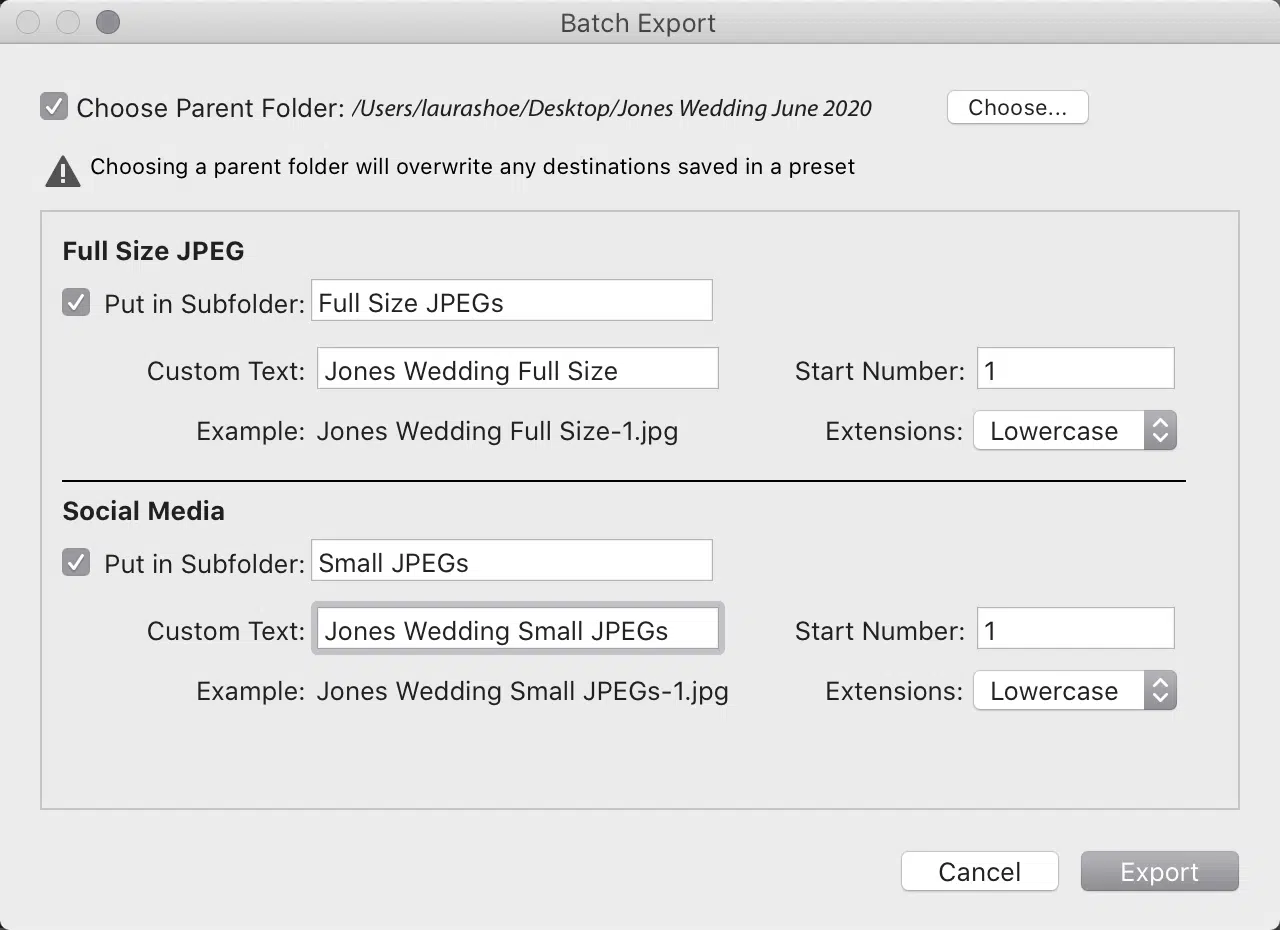 Batch Export
Choose Parent Folder: /Users/laurashoe/Desktop/Jones Wedding June 2020 Choose...
Choosing a parent folder will overwrite any destinations saved in a preset
Full Size JPEG
Put in Subfolder: Full Size JPEGs
Custom Text: Jones Wedding Full Size Start Number: 1
Example: Jones Wedding Full Size-1.jpg Extensions: Lowercase
Social Media
Put in Subfolder: Small JPEGs
Custom Text: Jones Wedding Small JPEGs Start Number: 1
Example: Jones Wedding Small JPEGs-1.jpg Extensions: Lowercase
Cancel Export